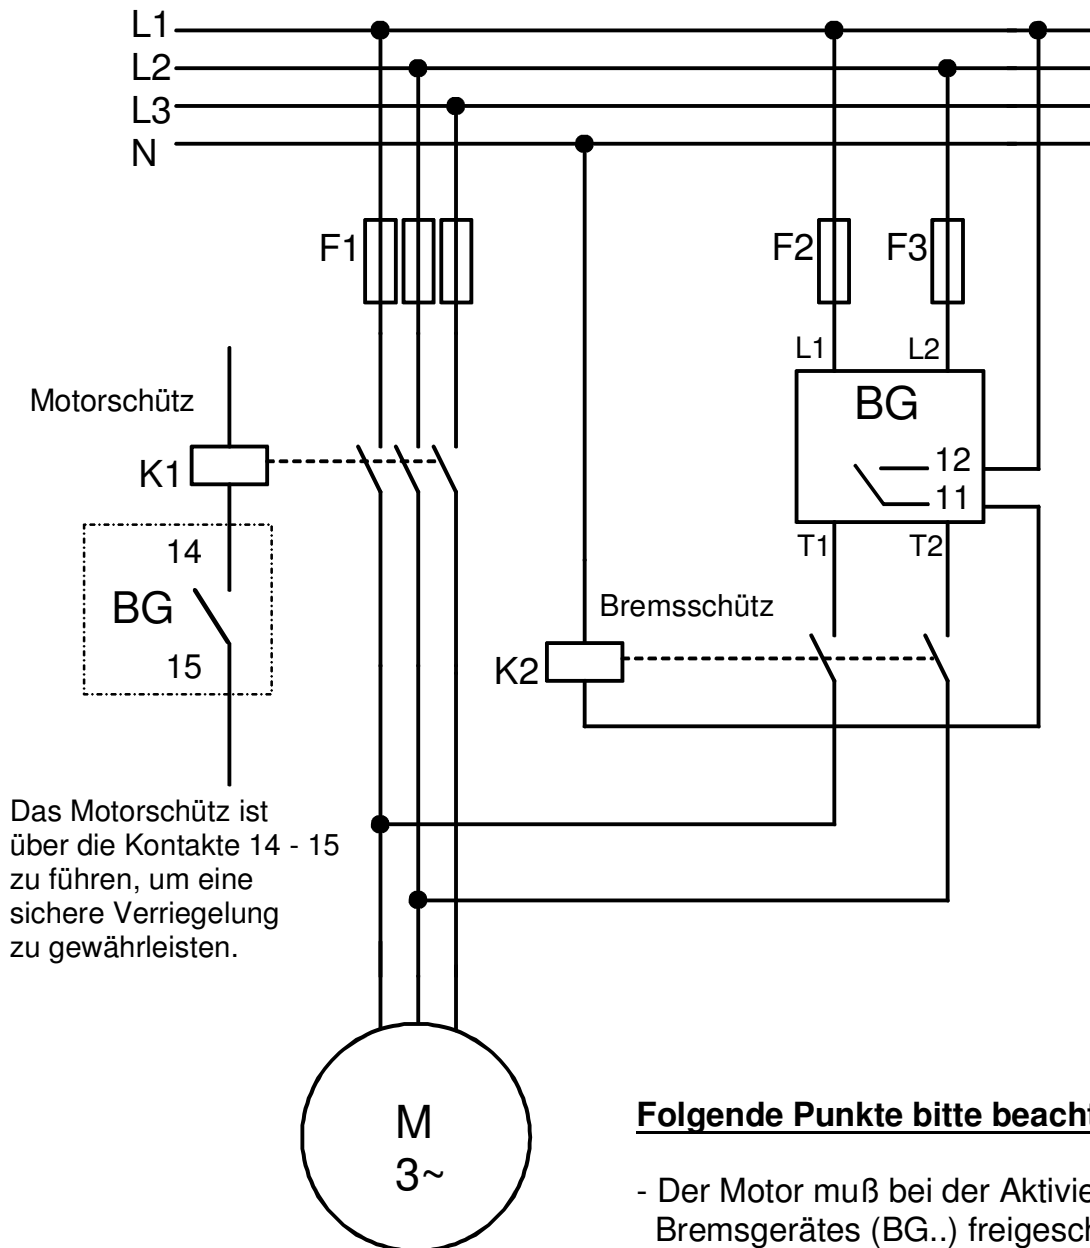 L1
L2
L3
N
F1
F2
F3
L1
L2
Motorschütz
BG
K1
12
11
14
T1
T2
BG
Bremsschütz
15
K2
Das Motorschütz ist
über die Kontakte 14 - 15
zu führen, um eine
sichere Verriegelung
zu gewährleisten.
M
3~
Folgende Punkte bitte beacht
- Der Motor muß bei der Aktivie
Bremsgerätes (BG..) freigesch